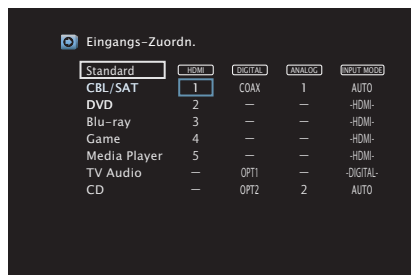 Eingangs-Zuordn.
Standard HDMI DIGITAL ANALOG INPUT MODE
CBL/SAT 1 COAX 1 AUTO
DVD 2 — — -HDMI-
Blu-ray 3 — — -HDMI-
Game 4 — — -HDMI-
Media Player 5 — — -HDMI-
TV Audio — OPT1 — -DIGITAL-
CD — OPT2 2 AUTO